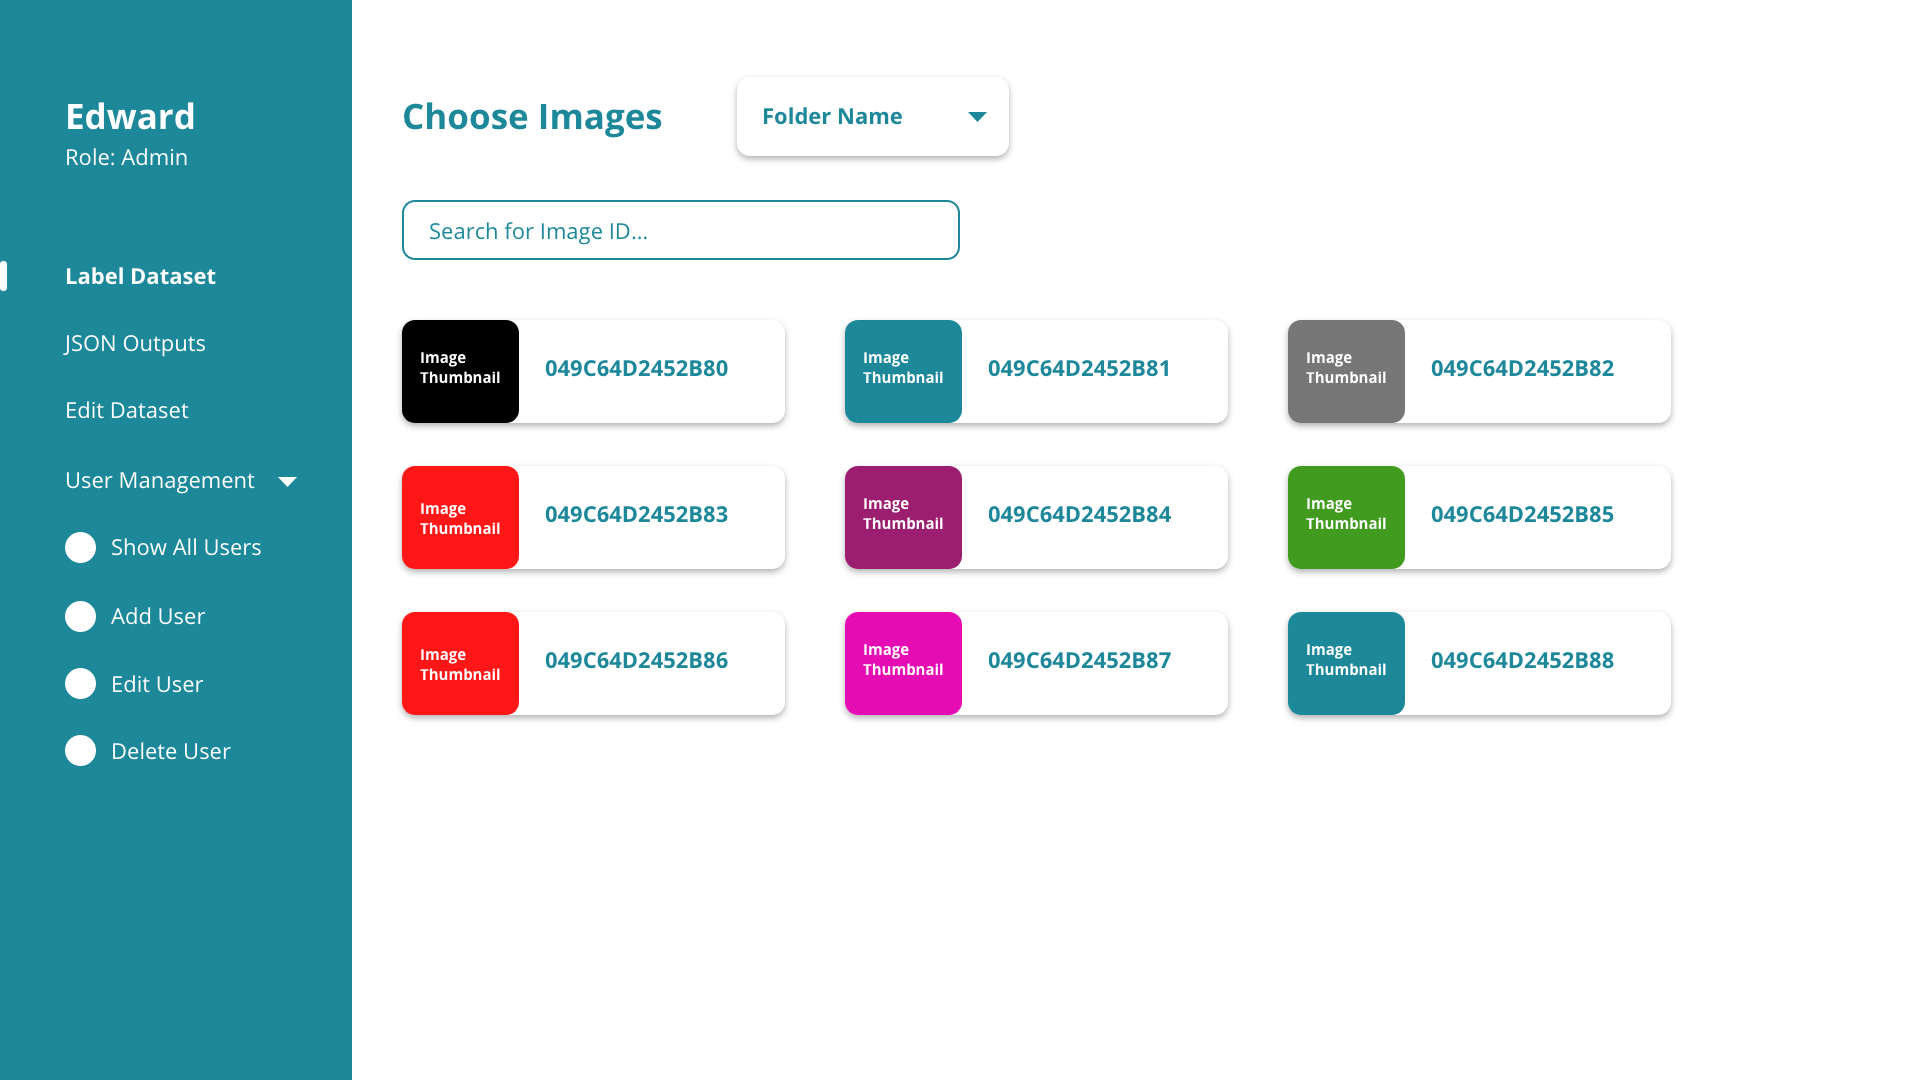 Edward
Role: Admin
Label Dataset
JSON Outputs
Edit Dataset
User Management
Show All Users
Add User
Edit User
Delete User
Choose Images
Folder Name
Search for Image ID...
Image
Thumbnail
049C64D2452B80
Image
Thumbnail
049C64D2452B81
Image
Thumbnail
049C64D2452B82
Image
Thumbnail
049C64D2452B83
Image
Thumbnail
049C64D2452B84
Image
Thumbnail
049C64D2452B85
Image
Thumbnail
049C64D2452B86
Image
Thumbnail
049C64D2452B87
Image
Thumbnail
049C64D2452B88